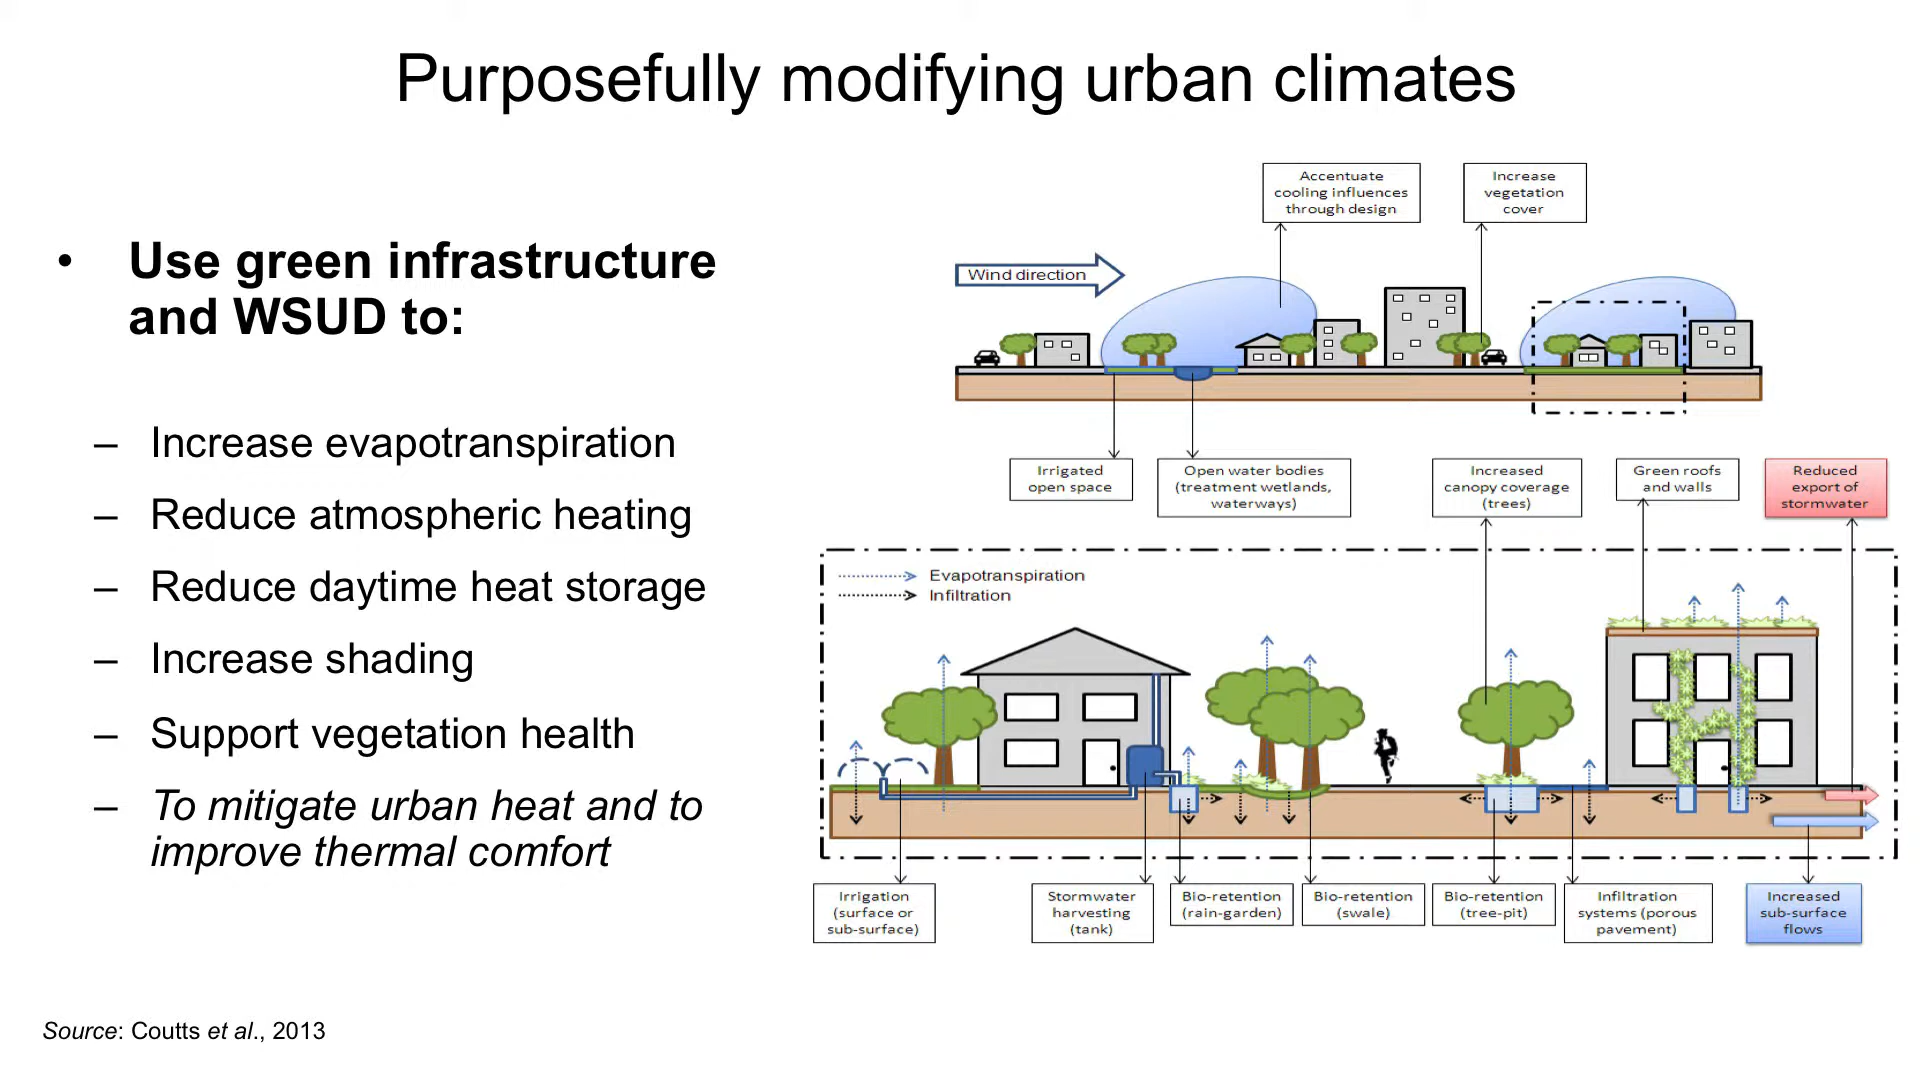 Purposefully modifying urban climates
• Use green infrastructure
and WSUD to:
– Increase evapotranspiration
– Reduce atmospheric heating
– Reduce daytime heat storage
– Increase shading
– Support vegetation health
– To mitigate urban heat and to
improve thermal comfort
Source: Coutts et al., 2013
Accentuate
cooling influences
through design
Increase
vegetation
cover
Wind direction
Irrigated
open space
Open water bodies
(treatment wetlands,
waterways)
Increased
canopy coverage
(trees)
Green roofs
and walls
Reduced
export of
stormwater
Evapotranspiration
Infiltration
Irrigation
(surface or
sub-surface)
Stormwater
harvesting
(tank)
Bio-retention
(rain-garden)
Bio-retention
(swale)
Bio-retention
(tree-pit)
Infiltration
systems (porous
pavement)
Increased
sub-surface
flows